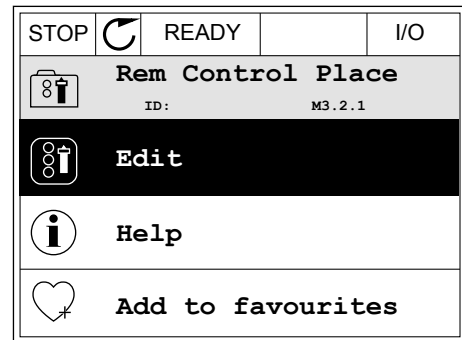 STOP READY I/O
Rem Control Place
ID: M3.2.1
Edit
Help
Add to favourites